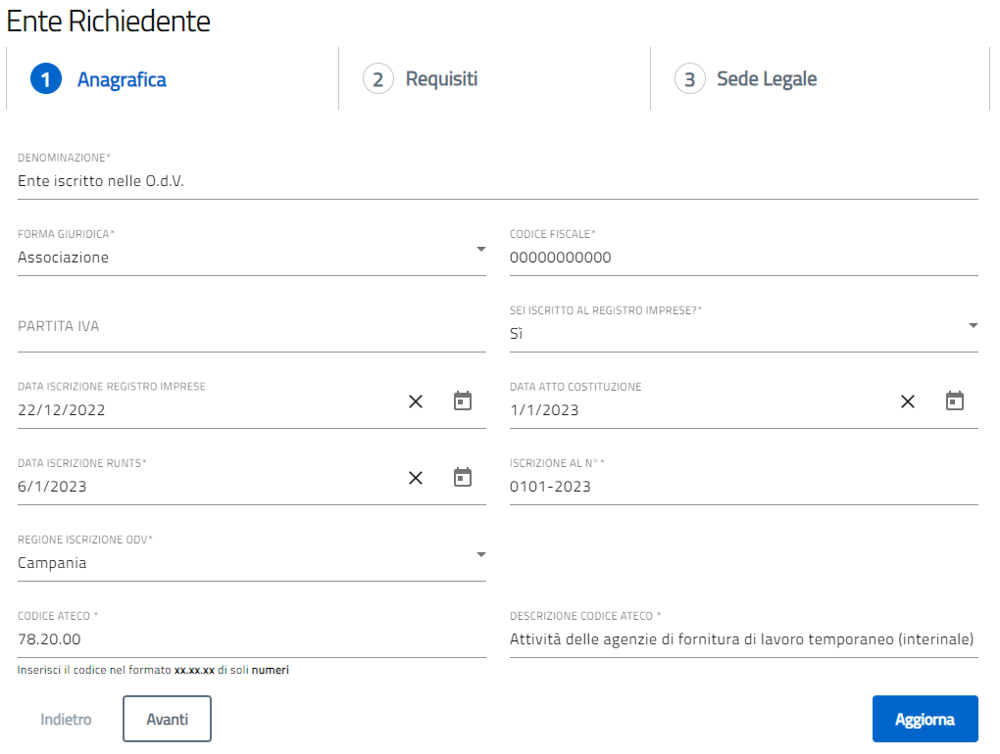 Ente Richiedente
1 Anagrafica
2 Requisiti
3 Sede Legale
DENOMINAZIONE*
Ente iscritto nelle O.d.V.
FORMA GIURIDICA*
Associazione
CODICE FISCALE*
00000000000
PARTITA IVA
SEI ISCRITTO AL REGISTRO IMPRESE?*
Sì
DATA ISCRIZIONE REGISTRO IMPRESE
22/12/2022
DATA ATTO COSTITUZIONE
1/1/2023
DATA ISCRIZIONE RUNTS*
6/1/2023
ISCRIZIONE AL N°*
0101-2023
REGIONE ISCRIZIONE ODV*
Campania
CODICE ATECO *
78.20.00
Inserisci il codice nel formato xx.xx.xx di soli numeri
DESCRIZIONE CODICE ATECO *
Attività delle agenzie di fornitura di lavoro temporaneo (interinale)
Indietro
Avanti
Aggiorna